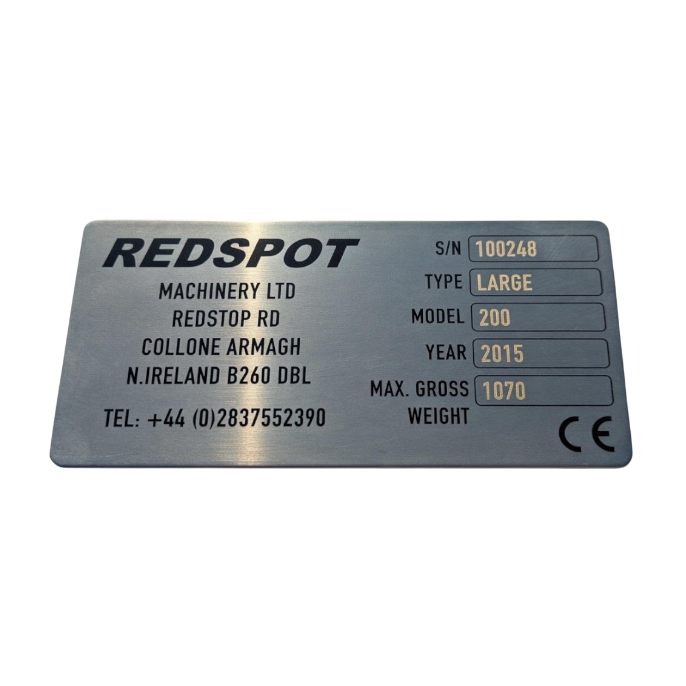 REDSPOT
MACHINERY LTD
REDSTOP RD
COLLONE ARMAGH
N.IRELAND B260 DBL
TEL: +44 (0)2837552390
S/N 100248
TYPE LARGE
MODEL 200
YEAR 2015
MAX. GROSS 1070
WEIGHT
CE